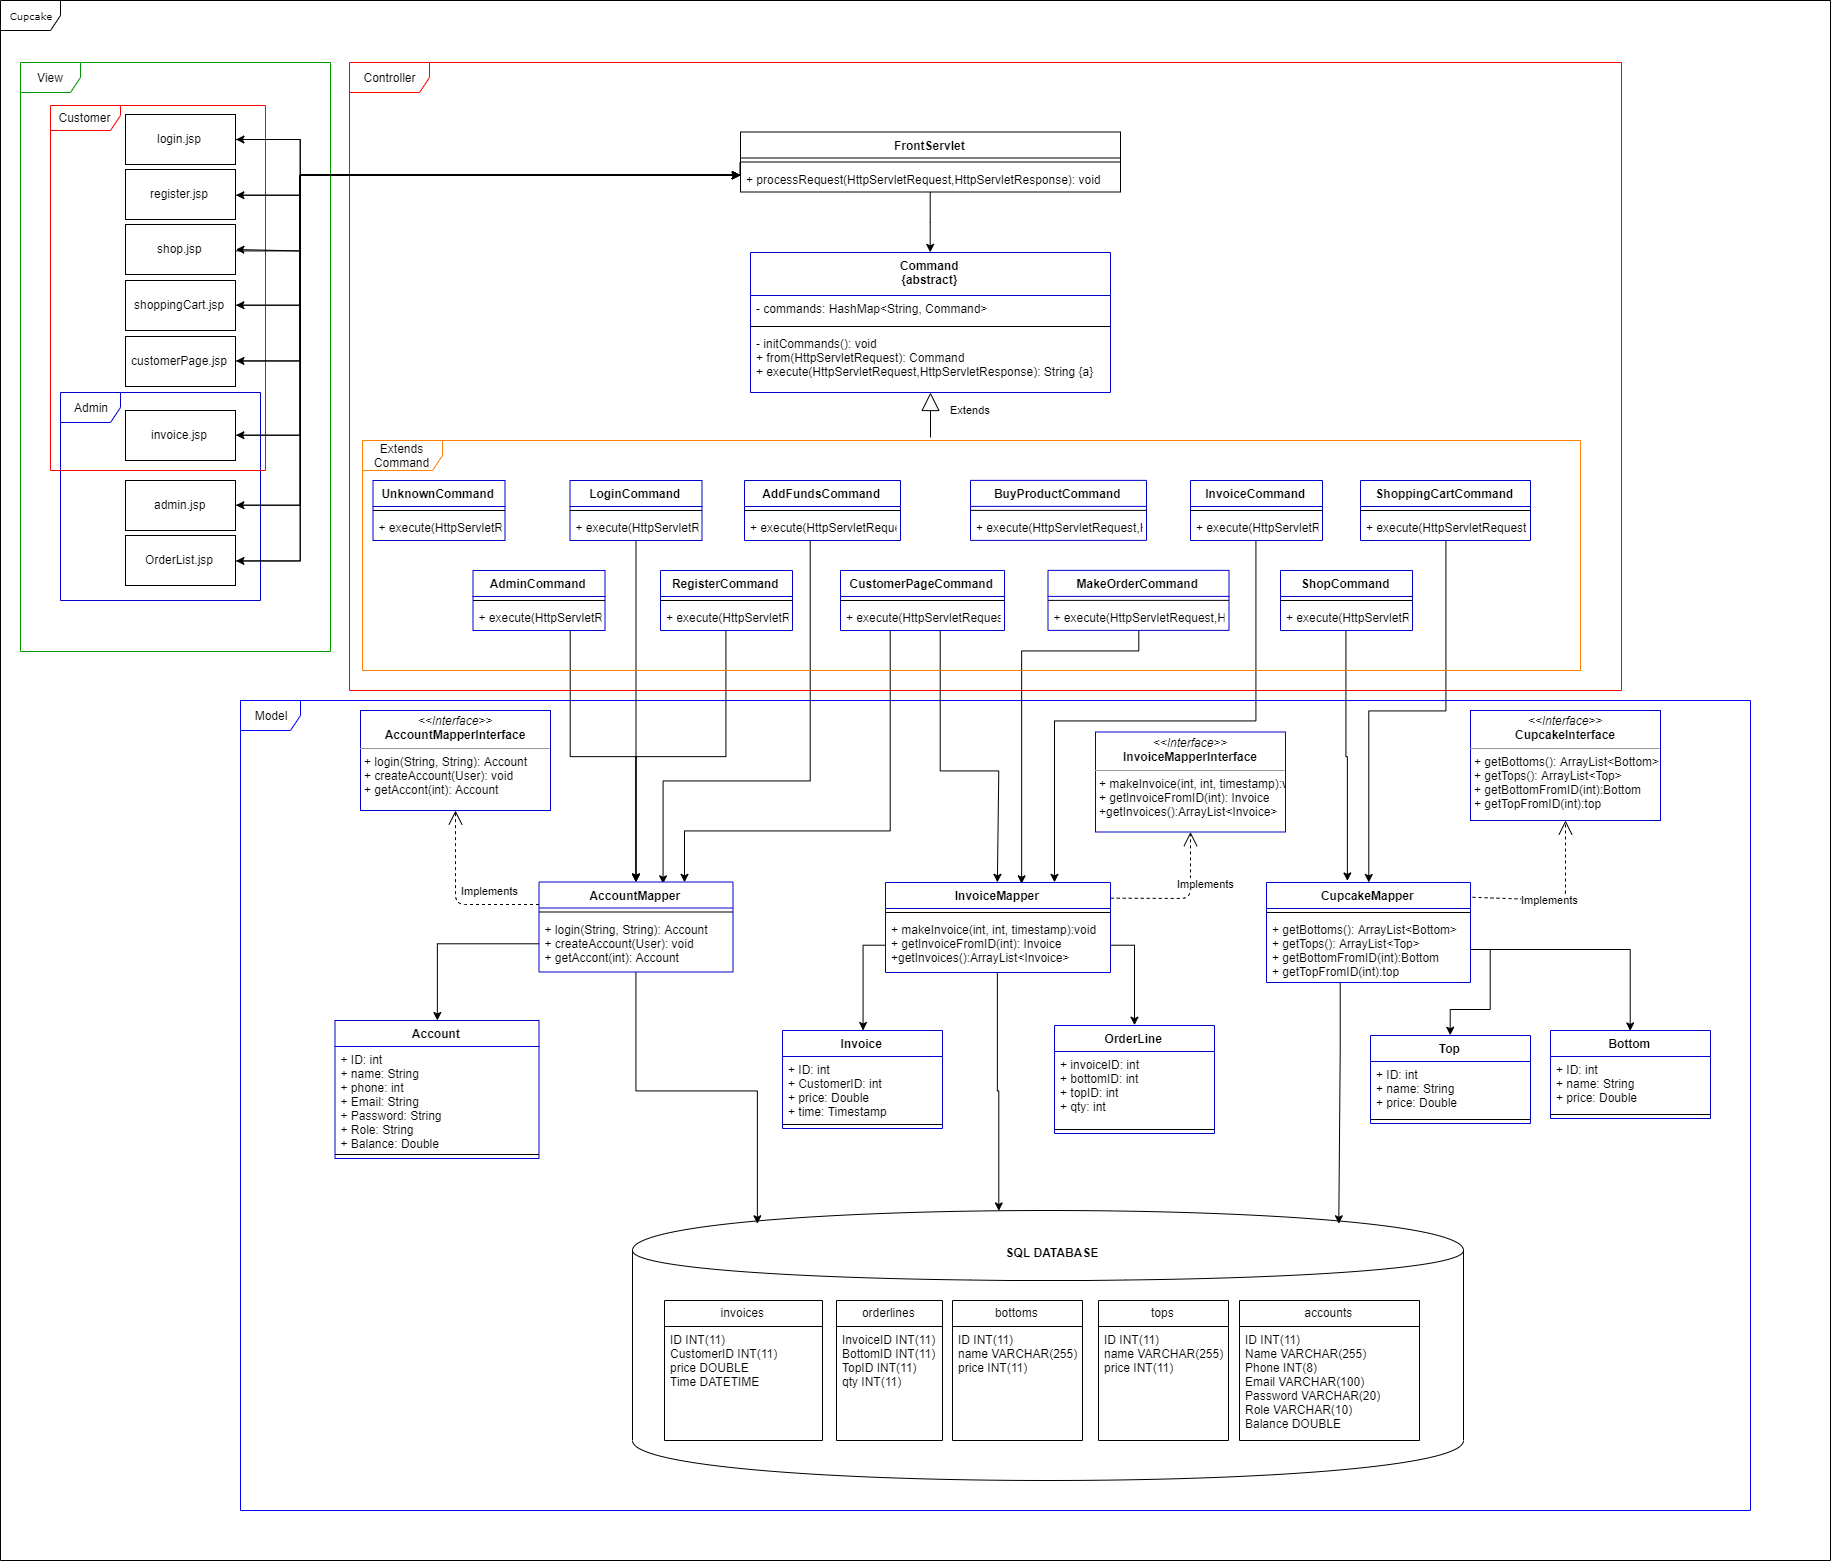 Cupcake
View
Customer
login.jsp
register.jsp
shop.jsp
shoppingCart.jsp
customerPage.jsp
Admin
invoice.jsp
admin.jsp
OrderList.jsp
Controller
FrontServlet
+ processRequest(HttpServletRequest,HttpServletResponse): void
Command
{abstract}
- commands: HashMap<String, Command>
- initCommands(): void
+ from(HttpServletRequest): Command
+ execute(HttpServletRequest,HttpServletResponse): String {a}
Extends
Extends
Command
UnknownCommand
+ execute(HttpServletR
LoginCommand
+ execute(HttpServletR
AddFundsCommand
+ execute(HttpServletReque
BuyProductCommand
+ execute(HttpServletRequest,H
InvoiceCommand
+ execute(HttpServletR
ShoppingCartCommand
+ execute(HttpServletRequest
AdminCommand
+ execute(HttpServletR
RegisterCommand
+ execute(HttpServletR
CustomerPageCommand
+ execute(HttpServletReques
MakeOrderCommand
+ execute(HttpServletRequest,H
ShopCommand
+ execute(HttpServletR
Model
<<Interface>>
AccountMapperInterface
+ login(String, String): Account
+ createAccount(User): void
+ getAccont(int): Account
<<Interface>>
InvoiceMapperInterface
+ makeInvoice(int, int, timestamp):v
+ getInvoiceFromID(int): Invoice
+getInvoices():ArrayList<Invoice>
<<Interface>>
CupcakeInterface
+ getBottoms(): ArrayList<Bottom>
+ getTops(): ArrayList<Top>
+ getBottomFromID(int):Bottom
+ getTopFromID(int):top
Implements
Implements
Implements
AccountMapper
+ login(String, String): Account
+ createAccount(User): void
+ getAccont(int): Account
InvoiceMapper
+ makeInvoice(int, int, timestamp):void
+ getInvoiceFromID(int): Invoice
+getInvoices():ArrayList<Invoice>
CupcakeMapper
+ getBottoms(): ArrayList<Bottom>
+ getTops(): ArrayList<Top>
+ getBottomFromID(int):Bottom
+ getTopFromID(int):top
Account
+ ID: int
+ name: String
+ phone: int
+ Email: String
+ Password: String
+ Role: String
+ Balance: Double
Invoice
+ ID: int
+ CustomerID: int
+ price: Double
+ time: Timestamp
OrderLine
+ invoiceID: int
+ bottomID: int
+ topID: int
+ qty: int
Top
+ ID: int
+ name: String
+ price: Double
Bottom
+ ID: int
+ name: String
+ price: Double
SQL DATABASE
invoices
ID INT(11)
CustomerID INT(11)
price DOUBLE
Time DATETIME
orderlines
InvoiceID INT(11)
BottomID INT(11)
TopID INT(11)
qty INT(11)
bottoms
ID INT(11)
name VARCHAR(255)
price INT(11)
tops
ID INT(11)
name VARCHAR(255)
price INT(11)
accounts
ID INT(11)
Name VARCHAR(255)
Phone INT(8)
Email VARCHAR(100)
Password VARCHAR(20)
Role VARCHAR(10)
Balance DOUBLE